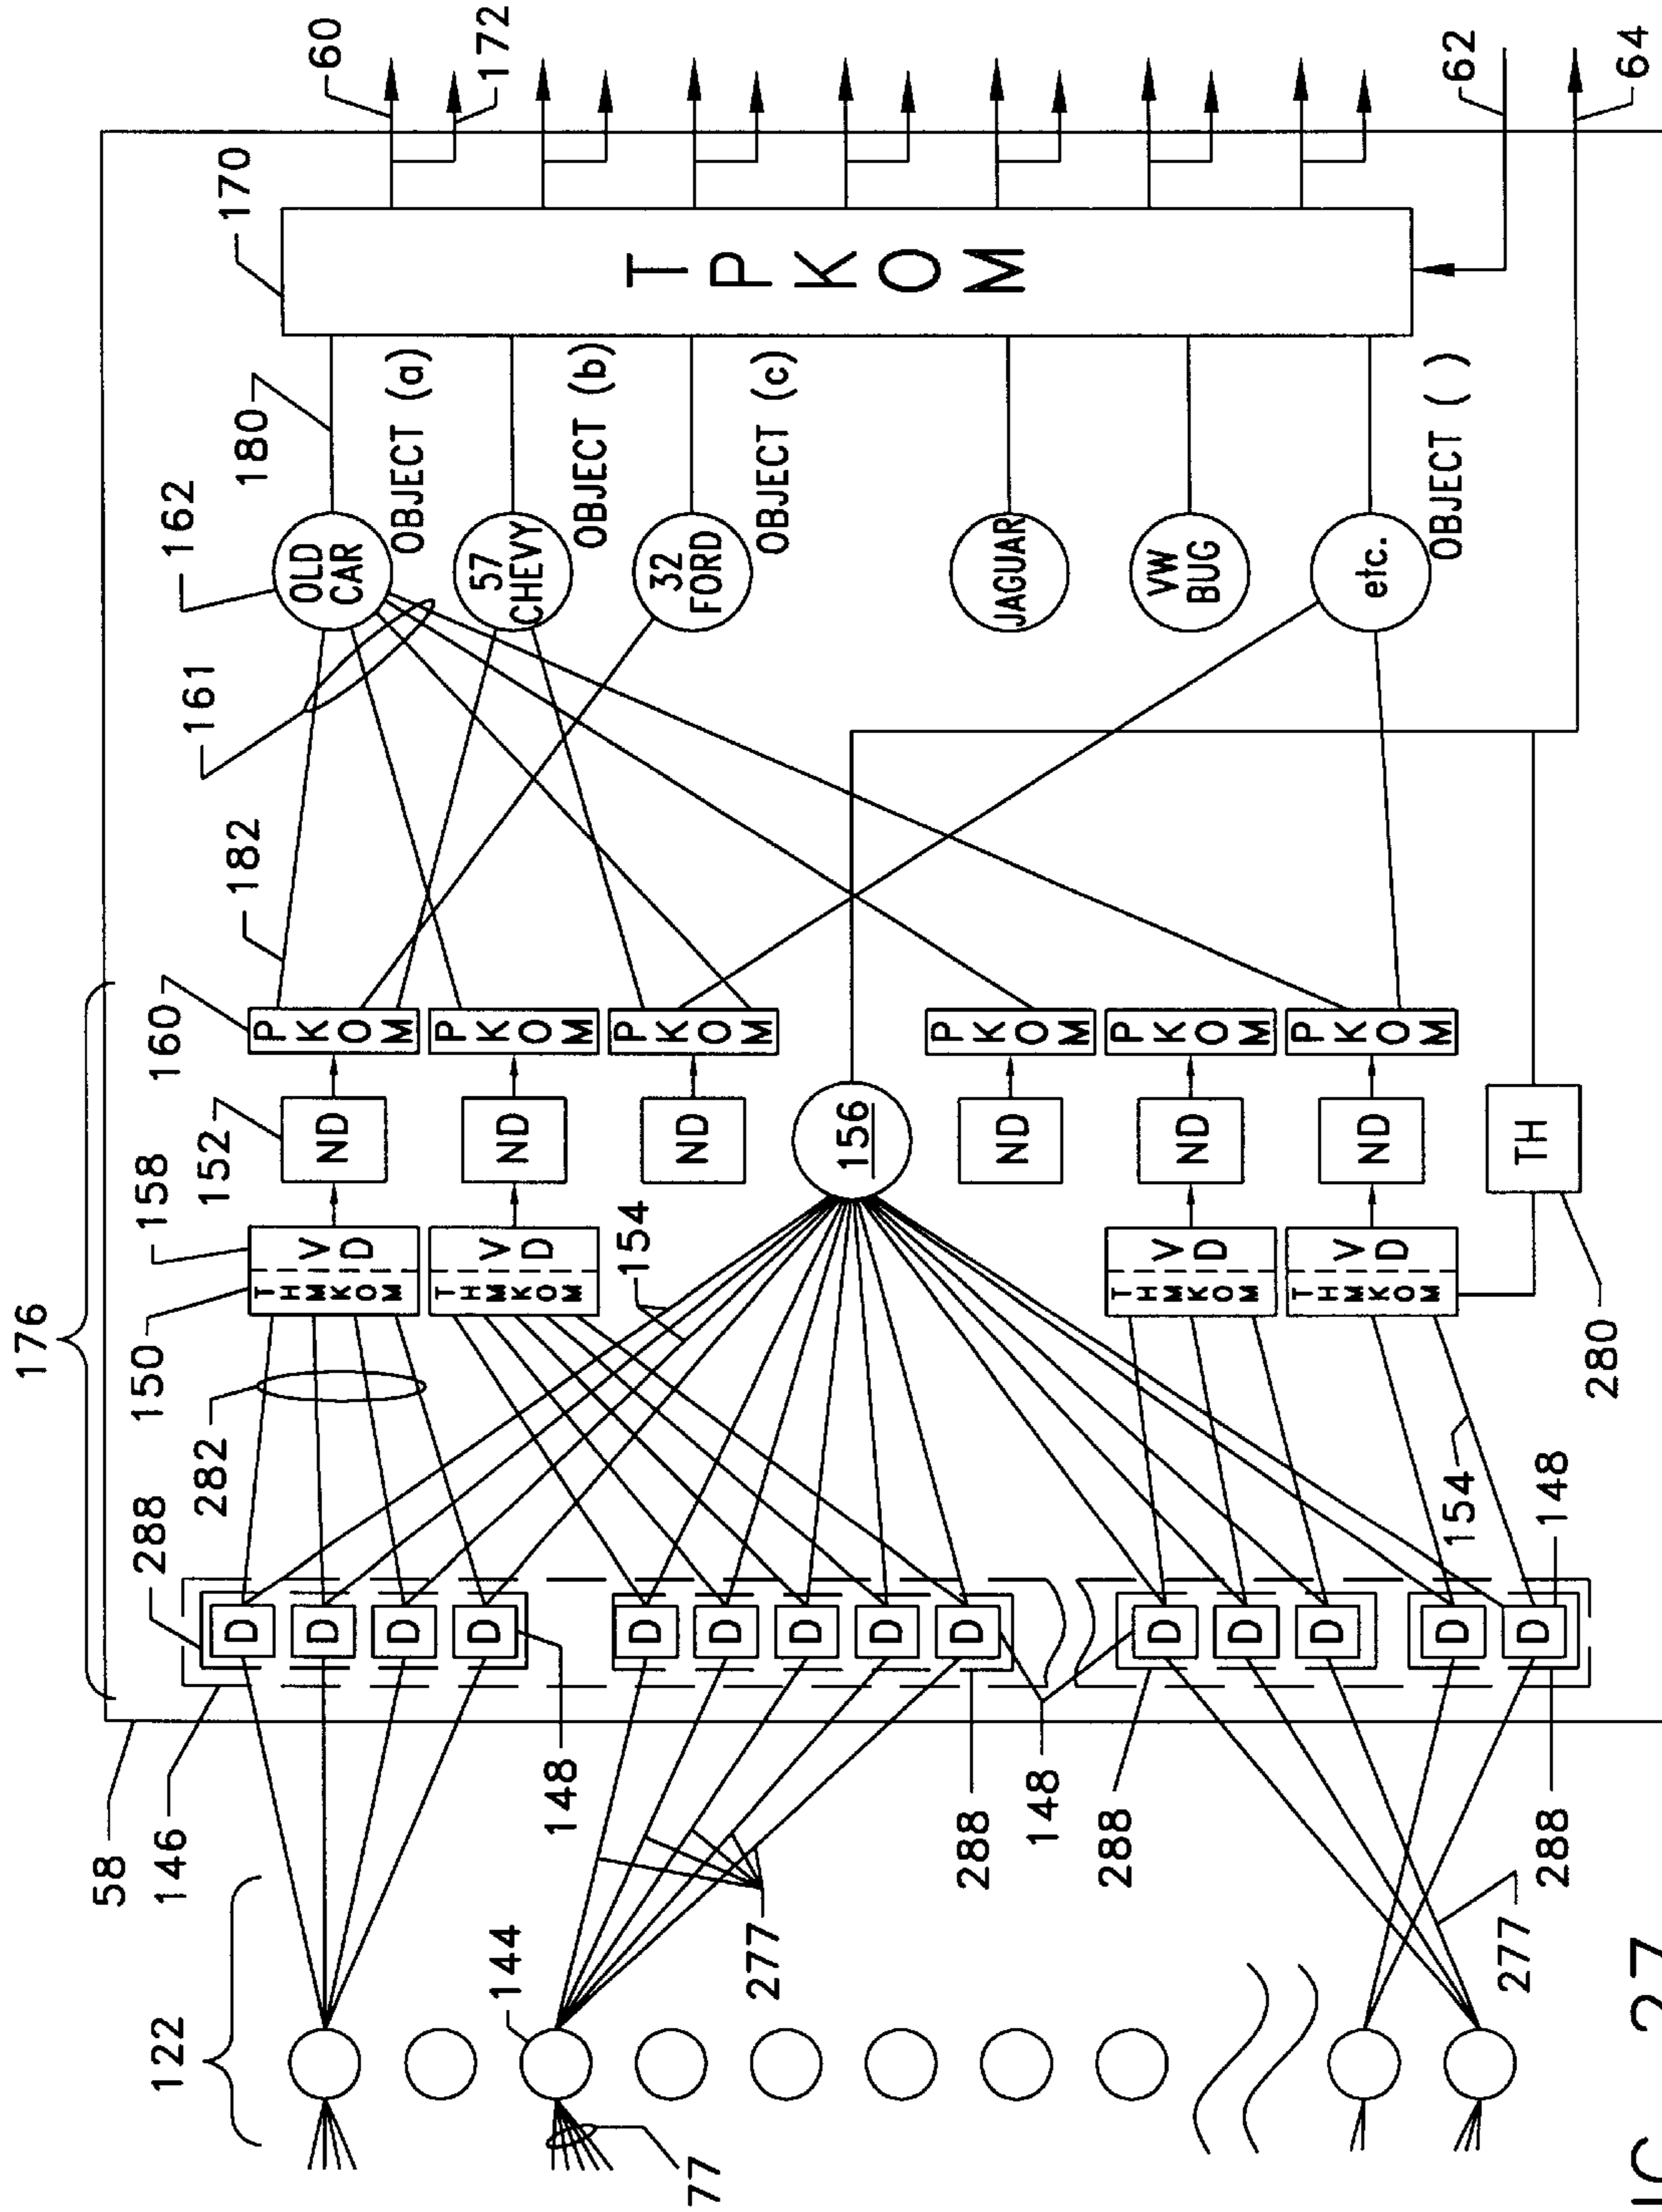 176
122
58
146
288
282
150
158
152
160
182
161
162
180
170
60
172
D
D
D
D
148
T
H
M
K
O
M
V
D
ND
P
K
O
M
OLD
CAR
OBJECT (a)
T
P
K
O
M
144
77
277
D
D
D
D
D
288
148
154
T
H
M
K
O
M
V
D
ND
P
K
O
M
57
CHEVY
OBJECT (b)
ND
P
K
O
M
32
FORD
OBJECT (c)
156
ND
P
K
O
M
JAGUAR
288
D
D
D
T
H
M
K
O
M
V
D
ND
P
K
O
M
VW
BUG
277
288
D
D
148
154
T
H
M
K
O
M
V
D
ND
P
K
O
M
etc.
OBJECT ( )
TH
280
62
64